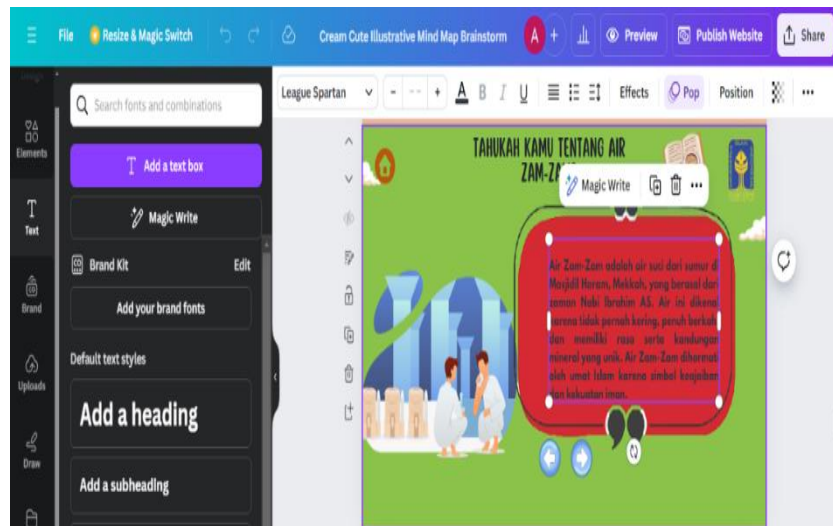 File Resize & Magic Switch Cream Cute Illustrative Mind Map Brainstorm A + Preview Publish Website Share
Search fonts and combinations
League Spartan - -- + A B I U Effects Pop Position
Elements
Add a text box
Text
Magic Write
Brand Kit Edit
Brand
Add your brand fonts
Uploads
Default text styles
Add a heading
Draw
Add a subheading
TAHUKAH KAMU TENTANG AIR
Magic Write
Air Zam-Zam adalah air suci dari sumur di
Masjidil Haram, Mekkah, yang berasal dari
zaman Nabi Ibrahim AS. Air ini dikenal
karena tidak pernah kering, penuh berkah,
dan memiliki rasa serta kandungan
mineral yang unik. Air Zam-Zam dihormati
oleh umat Islam karena simbol keajaiban
dan kekuatan iman.